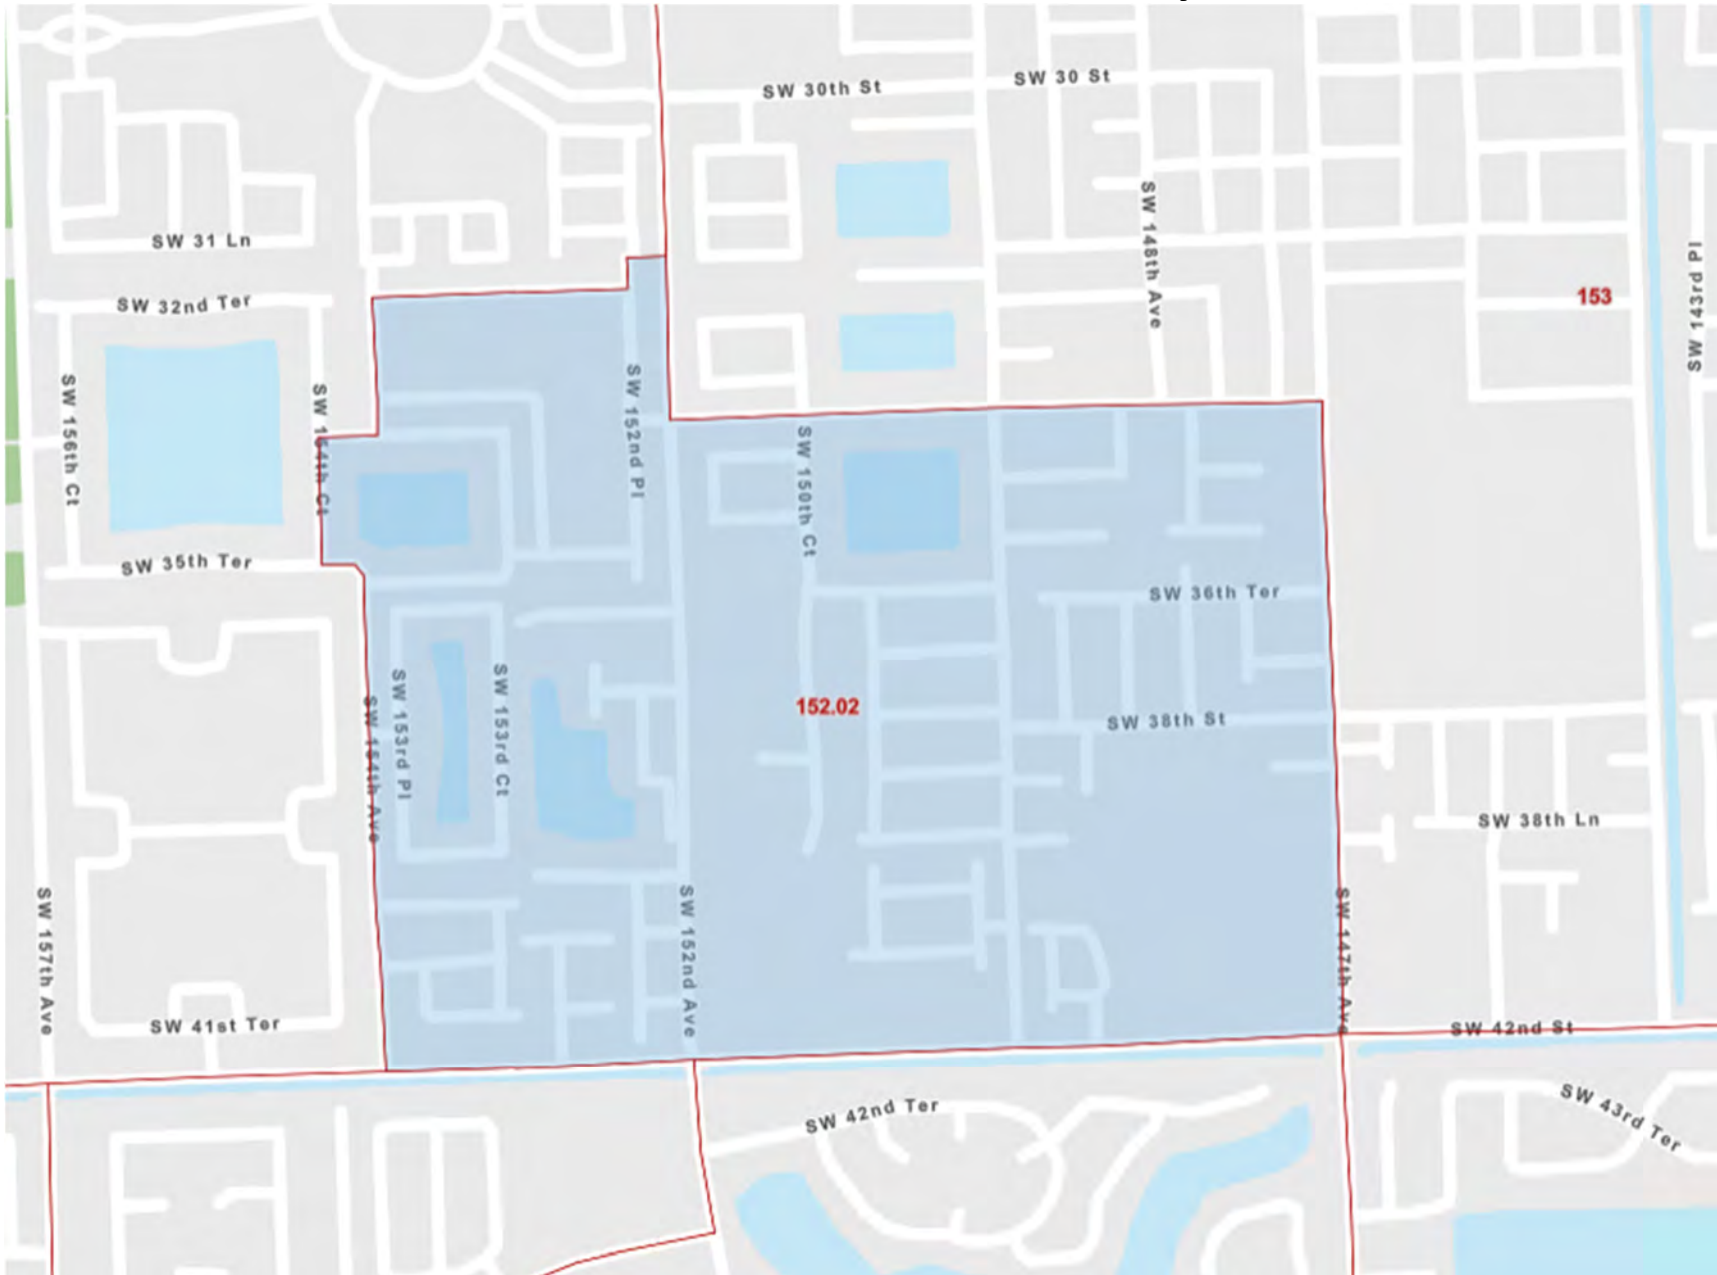 SW 30th St
SW 30 St
SW 31 Ln
SW 148th Ave
SW 143rd Pl
153
SW 32nd Ter
SW 156th Ct
SW 154th Ct
SW 152nd Pl
SW 150th Ct
SW 35th Ter
SW 36th Ter
SW 153rd Pl
SW 153rd Ct
SW 154th Ave
152.02
SW 38th St
SW 38th Ln
SW 157th Ave
SW 152nd Ave
SW 147th Ave
SW 41st Ter
SW 42nd St
SW 42nd Ter
SW 43rd Ter